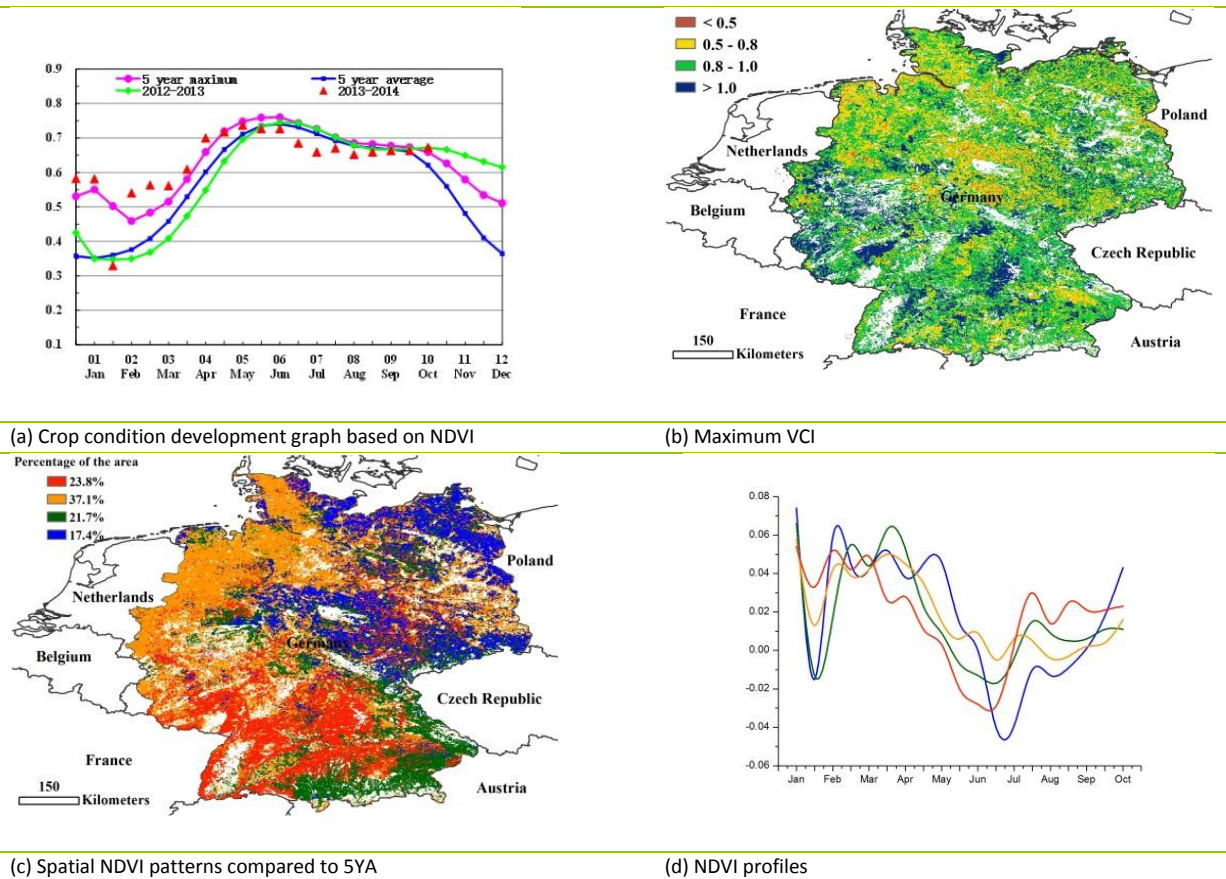 0.9
0.8
0.7
0.6
0.5
0.4
0.3
0.2
0.1
5 year maximum
5 year average
2012-2013
2013-2014
01 02 03 04 05 06 07 08 09 10 11 12
Jan Feb Mar Apr May Jun Jul Aug Sep Oct Nov Dec
< 0.5
0.5 - 0.8
0.8 - 1.0
> 1.0
Poland
Netherlands
Germany
Belgium
Czech Republic
France
Austria
150
Kilometers
(a) Crop condition development graph based on NDVI
(b) Maximum VCI
Percentage of the area
23.8%
37.1%
21.7%
17.4%
Poland
Netherlands
Germany
Belgium
Czech Republic
France
Austria
150
Kilometers
0.08
0.06
0.04
0.02
0.00
-0.02
-0.04
-0.06
Jan Feb Mar Apr May Jun Jul Aug Sep Oct
(c) Spatial NDVI patterns compared to 5YA
(d) NDVI profiles